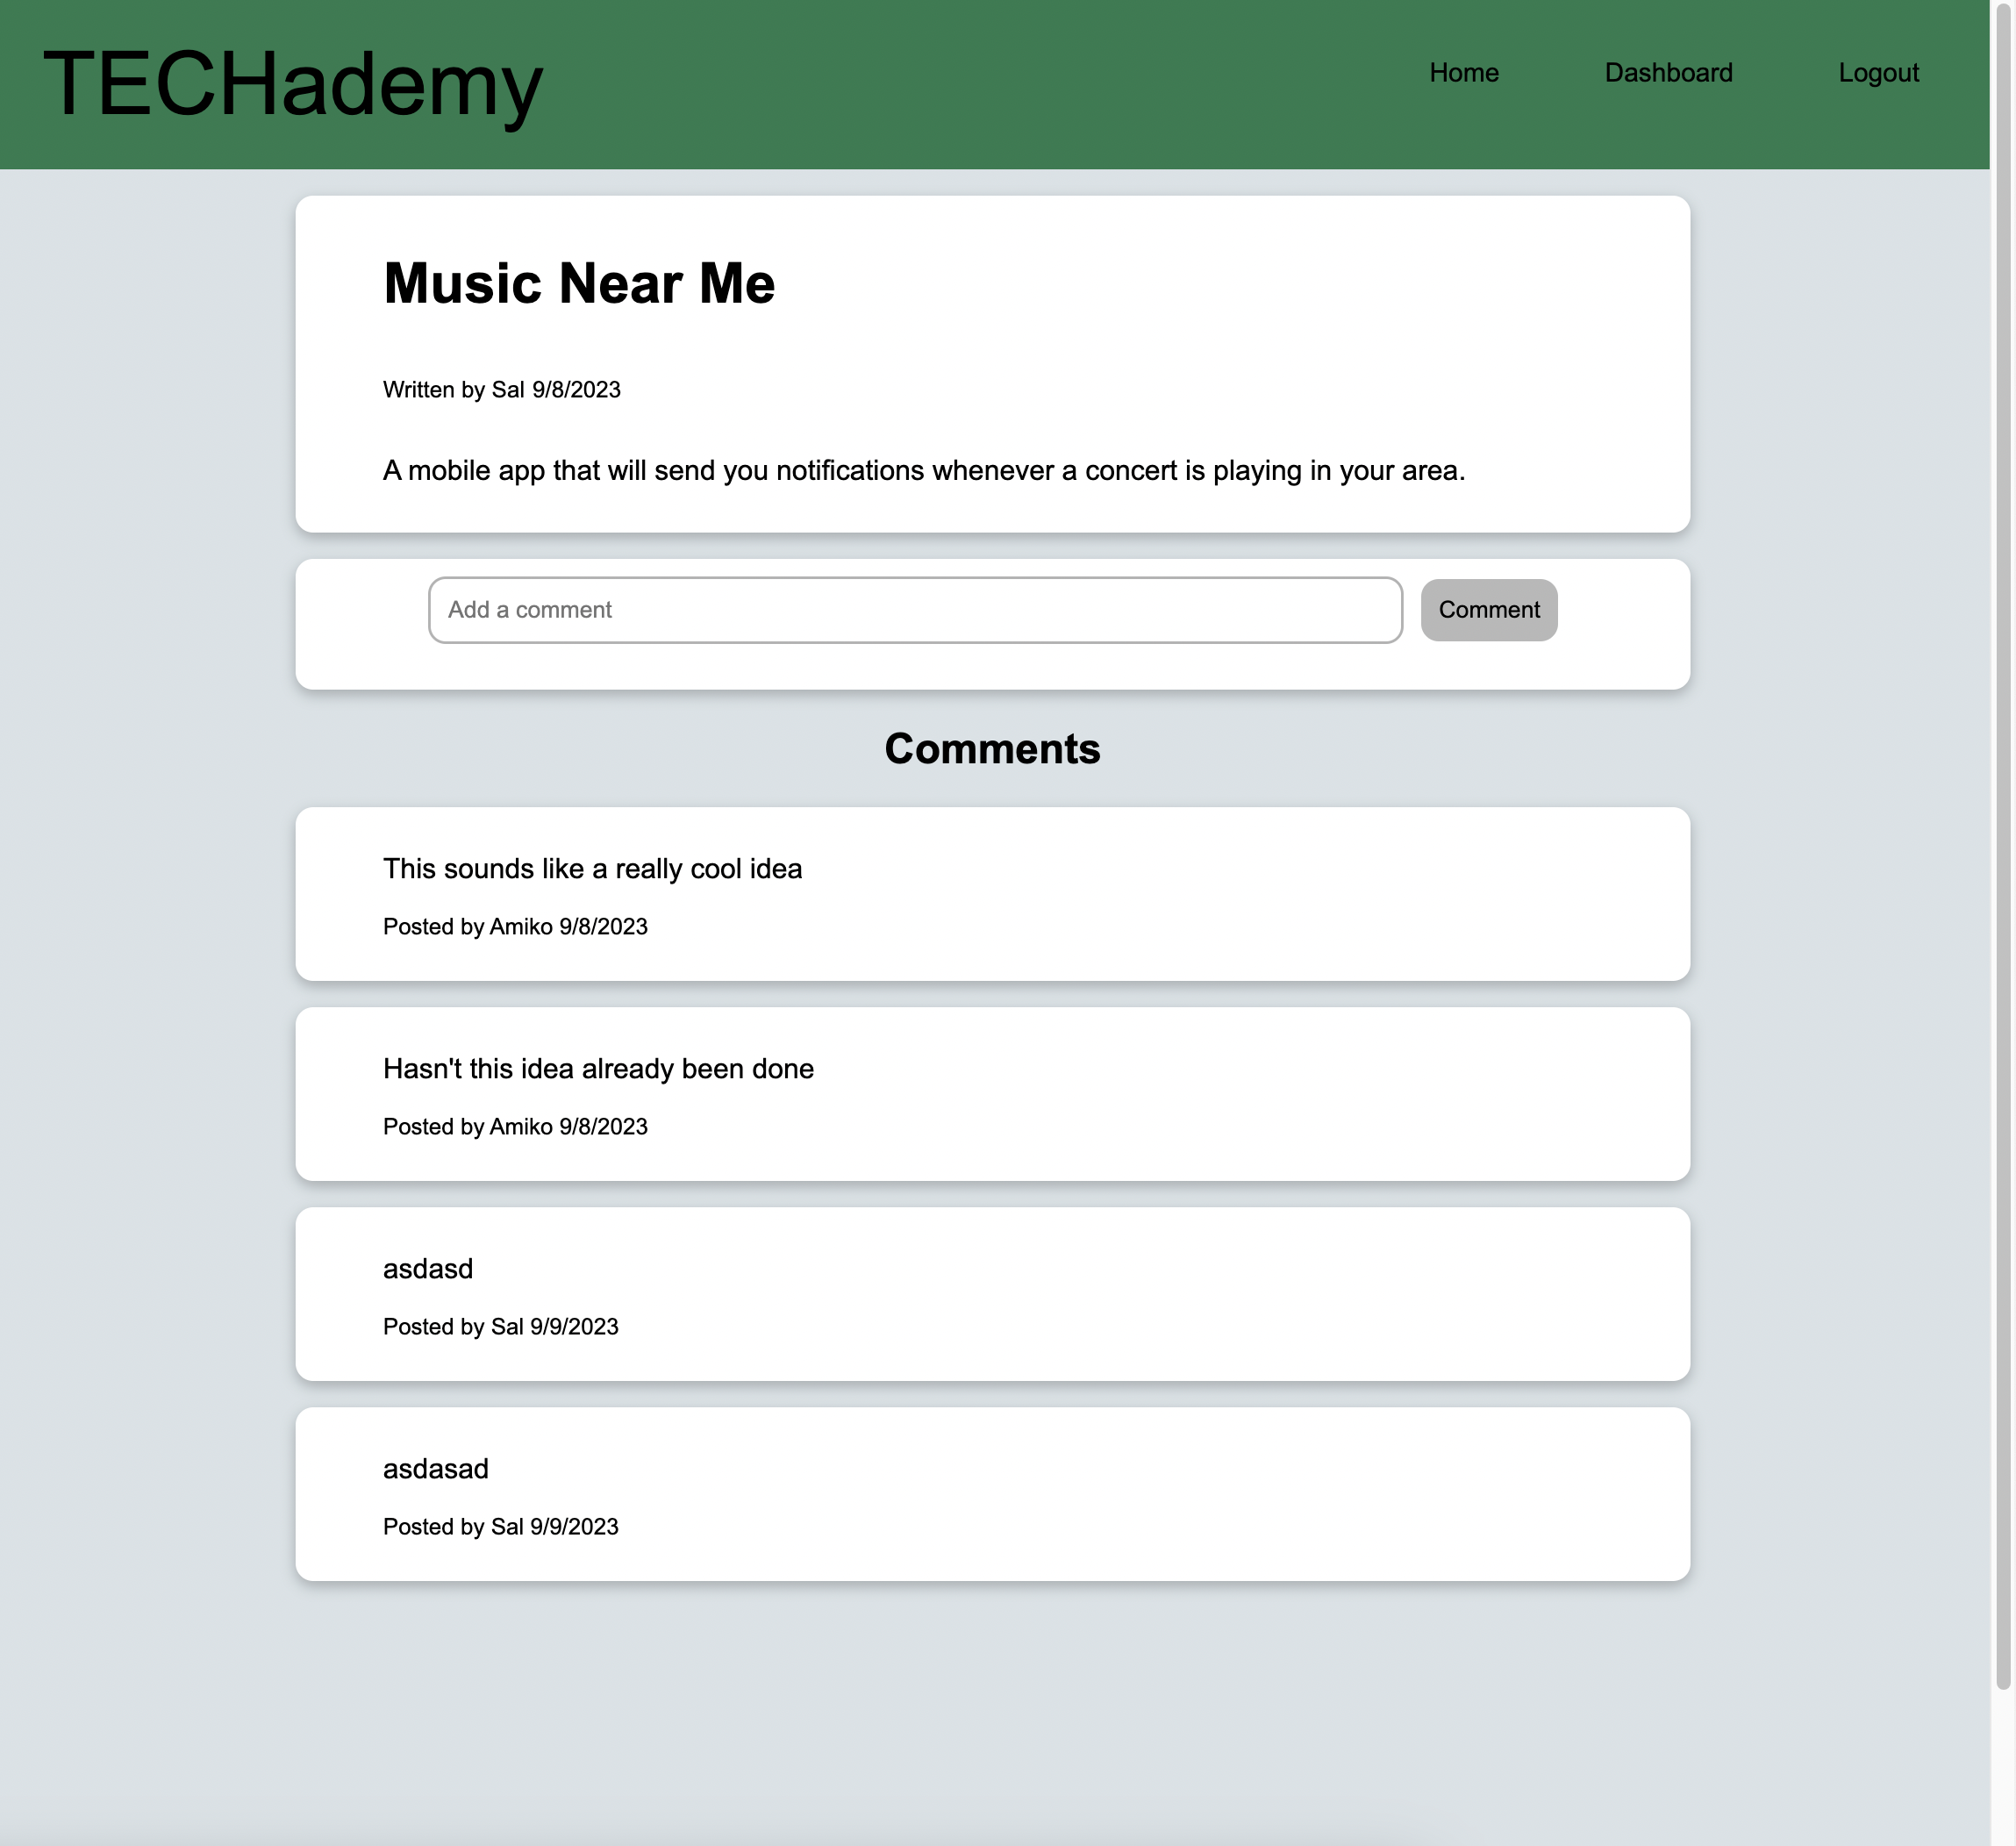 TECHademy
Home Dashboard Logout
Music Near Me
Written by Sal 9/8/2023
A mobile app that will send you notifications whenever a concert is playing in your area.
Add a comment Comment
Comments
This sounds like a really cool idea
Posted by Amiko 9/8/2023
Hasn't this idea already been done
Posted by Amiko 9/8/2023
asdasd
Posted by Sal 9/9/2023
asdasad
Posted by Sal 9/9/2023